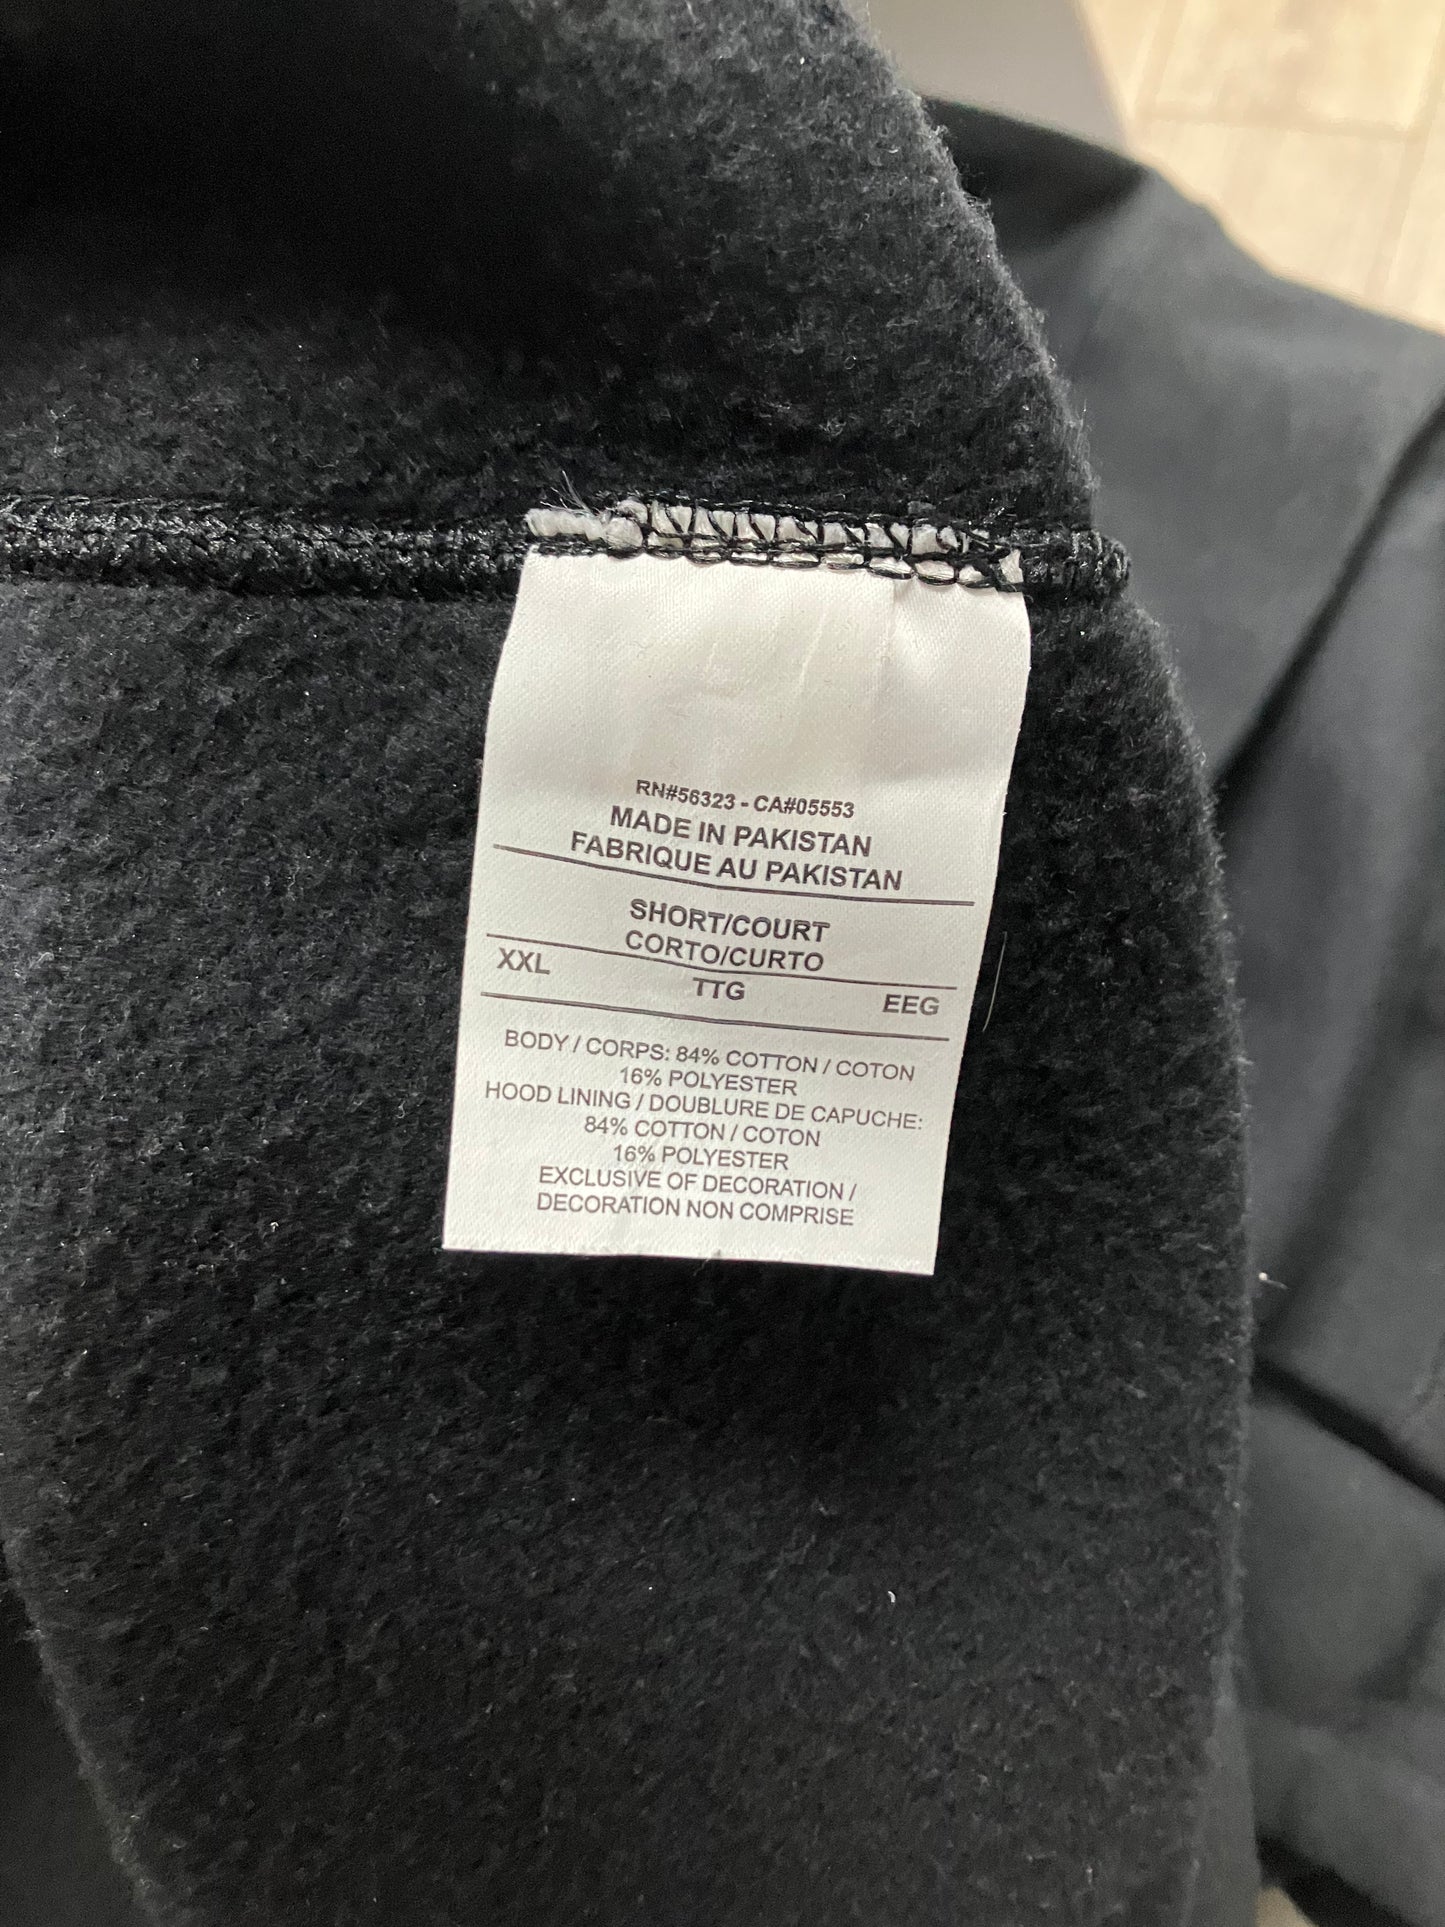 RN#56323 - CA#05553
MADE IN PAKISTAN
FABRIQUE AU PAKISTAN
SHORT/COURT
CORTO/CURTO
XXL TTG EEG
BODY / CORPS: 84% COTTON / COTON
16% POLYESTER
HOOD LINING / DOUBLURE DE CAPUCHE:
84% COTTON / COTON
16% POLYESTER
EXCLUSIVE OF DECORATION /
DECORATION NON COMPRISE